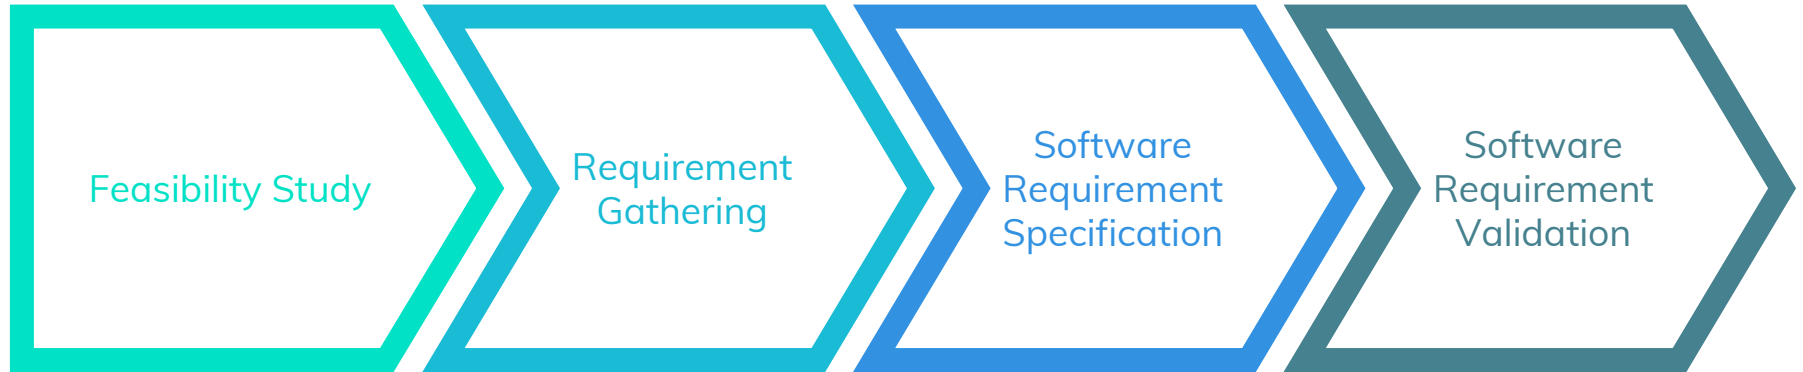 Feasibility Study
Requirement
Gathering
Software
Requirement
Specification
Software
Requirement
Validation